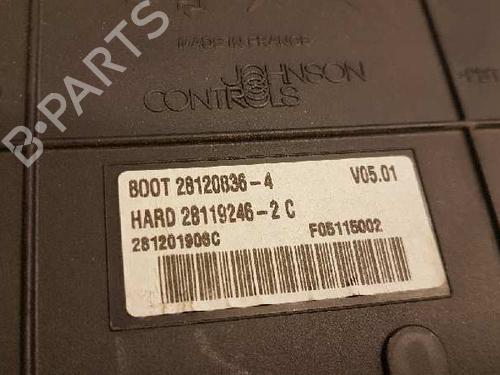 MADE IN FRANCE
JOHNSON
CONTROLS
B-PARTS
BOOT 28120836-4 V05.01
HARD 28119246-2 C
281201906C F05115002